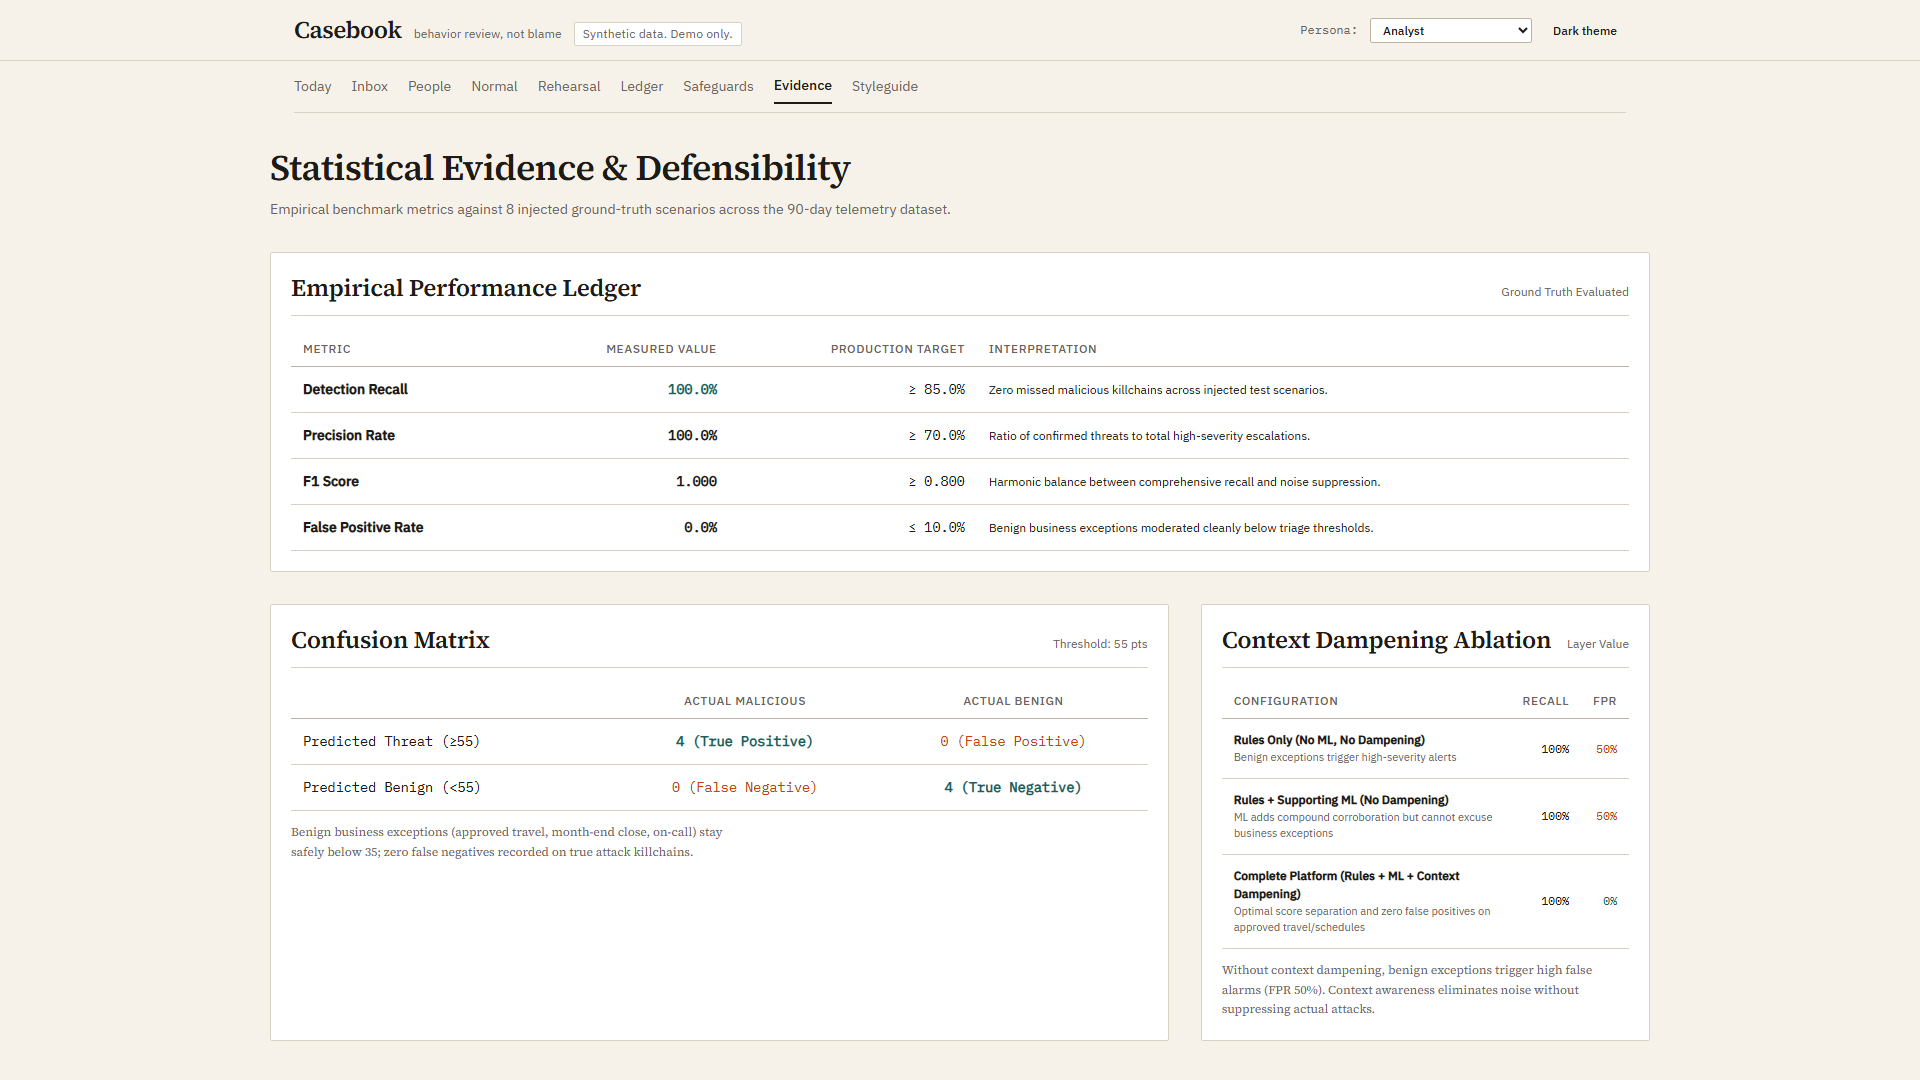 Casebook behavior review, not blame Synthetic data. Demo only. Persona: Analyst Dark theme
Today Inbox People Normal Rehearsal Ledger Safeguards Evidence Styleguide
Statistical Evidence & Defensibility
Empirical benchmark metrics against 8 injected ground-truth scenarios across the 90-day telemetry dataset.
Empirical Performance Ledger Ground Truth Evaluated
METRIC MEASURED VALUE PRODUCTION TARGET INTERPRETATION
Detection Recall 100.0% ≥ 85.0% Zero missed malicious killchains across injected test scenarios.
Precision Rate 100.0% ≥ 70.0% Ratio of confirmed threats to total high-severity escalations.
F1 Score 1.000 ≥ 0.800 Harmonic balance between comprehensive recall and noise suppression.
False Positive Rate 0.0% ≤ 10.0% Benign business exceptions moderated cleanly below triage thresholds.
Confusion Matrix Threshold: 55 pts
ACTUAL MALICIOUS ACTUAL BENIGN
Predicted Threat (≥55) 4 (True Positive) 0 (False Positive)
Predicted Benign (<55) 0 (False Negative) 4 (True Negative)
Benign business exceptions (approved travel, month-end close, on-call) stay
safely below 35; zero false negatives recorded on true attack killchains.
Context Dampening Ablation Layer Value
CONFIGURATION RECALL FPR
Rules Only (No ML, No Dampening)
Benign exceptions trigger high-severity alerts
100% 50%
Rules + Supporting ML (No Dampening)
ML adds compound corroboration but cannot excuse
business exceptions
100% 50%
Complete Platform (Rules + ML + Context
Dampening)
Optimal score separation and zero false positives on
approved travel/schedules
100% 0%
Without context dampening, benign exceptions trigger high false
alarms (FPR 50%). Context awareness eliminates noise without
suppressing actual attacks.